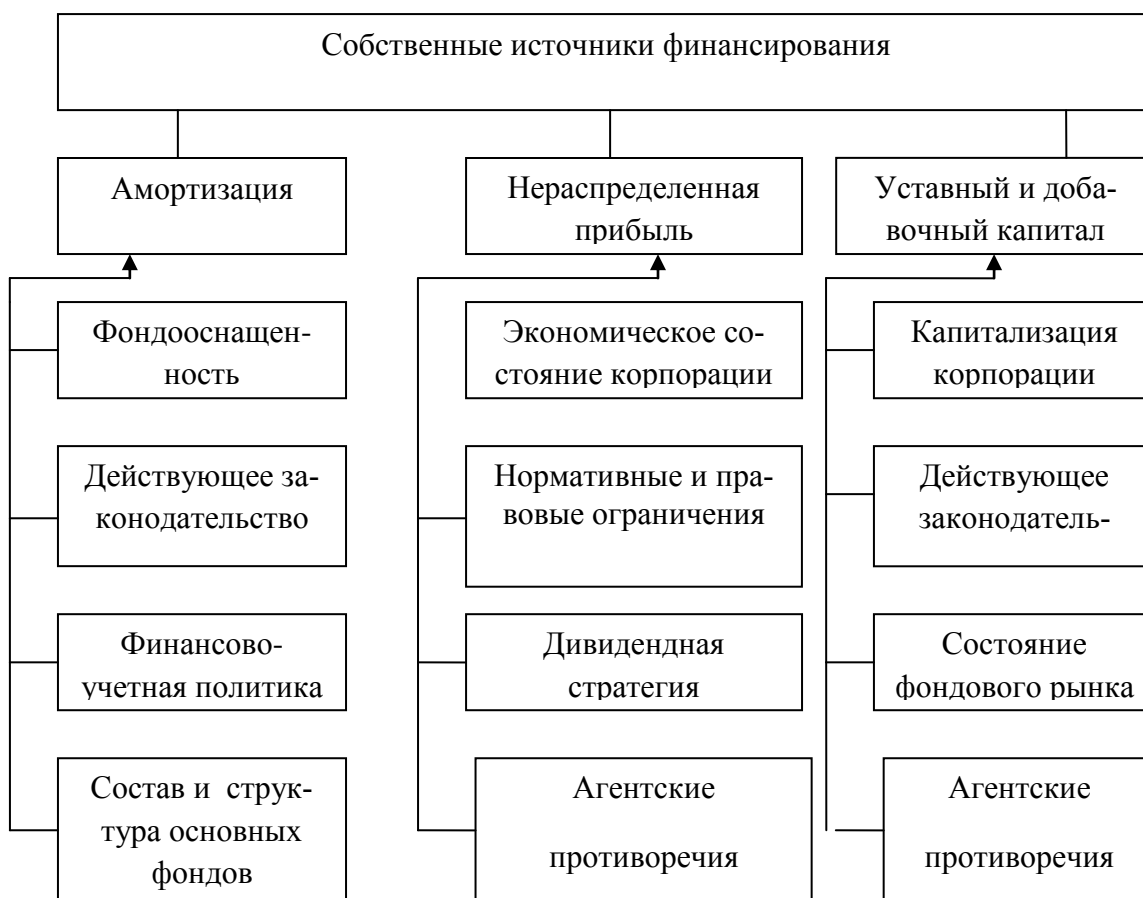 Собственные источники финансирования
Амортизация
Нераспределенная
прибыль
Уставный и доба-
вочный капитал
Фондооснащен-
ность
Экономическое со-
стояние корпорации
Капитализация
корпорации
Действующее за-
конодательство
Нормативные и пра-
вовые ограничения
Действующее
законодатель-
Финансово-
учетная политика
Дивидендная
стратегия
Состояние
фондового рынка
Состав и струк-
тура основных
фондов
Агентские
противоречия
Агентские
противоречия